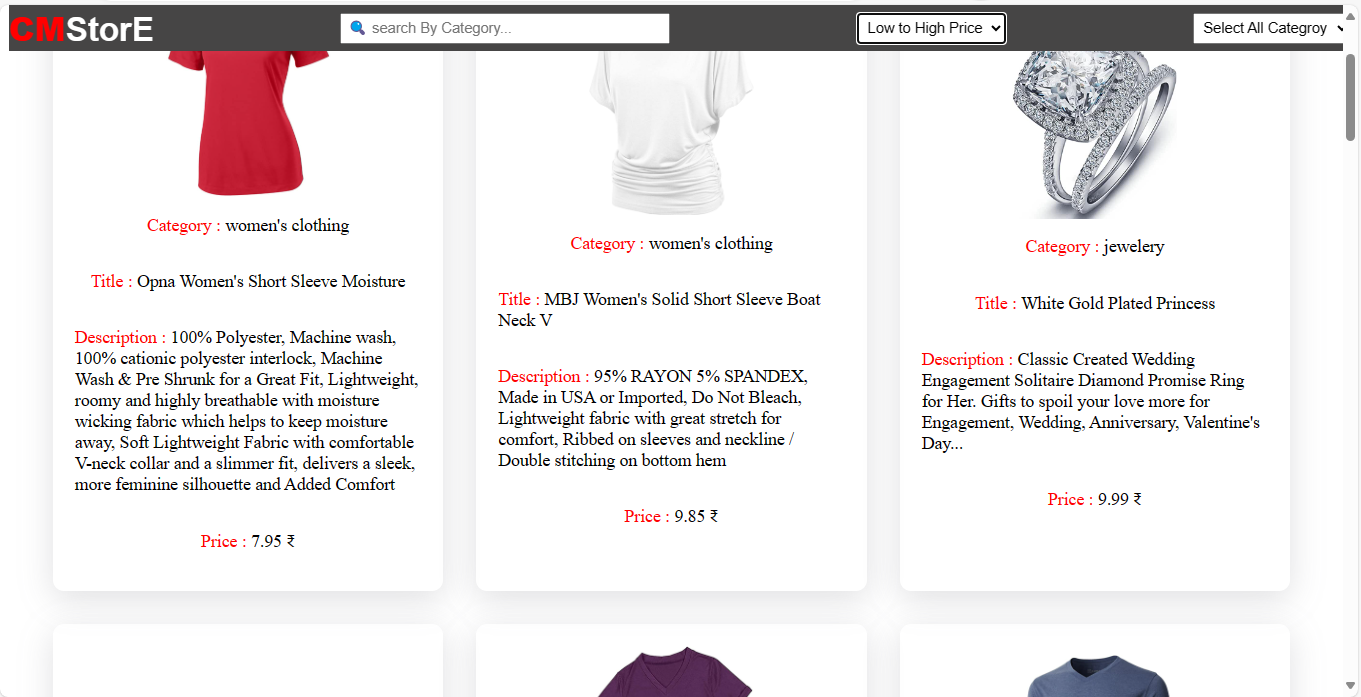 CMStorE
🔍 search By Category...
Low to High Price
Select All Categroy
Category : women's clothing
Title : Opna Women's Short Sleeve Moisture
Description : 100% Polyester, Machine wash,
100% cationic polyester interlock, Machine
Wash & Pre Shrunk for a Great Fit, Lightweight,
roomy and highly breathable with moisture
wicking fabric which helps to keep moisture
away, Soft Lightweight Fabric with comfortable
V-neck collar and a slimmer fit, delivers a sleek,
more feminine silhouette and Added Comfort
Price : 7.95 ₹
Category : women's clothing
Title : MBJ Women's Solid Short Sleeve Boat
Neck V
Description : 95% RAYON 5% SPANDEX,
Made in USA or Imported, Do Not Bleach,
Lightweight fabric with great stretch for
comfort, Ribbed on sleeves and neckline /
Double stitching on bottom hem
Price : 9.85 ₹
Category : jewelery
Title : White Gold Plated Princess
Description : Classic Created Wedding
Engagement Solitaire Diamond Promise Ring
for Her. Gifts to spoil your love more for
Engagement, Wedding, Anniversary, Valentine's
Day...
Price : 9.99 ₹